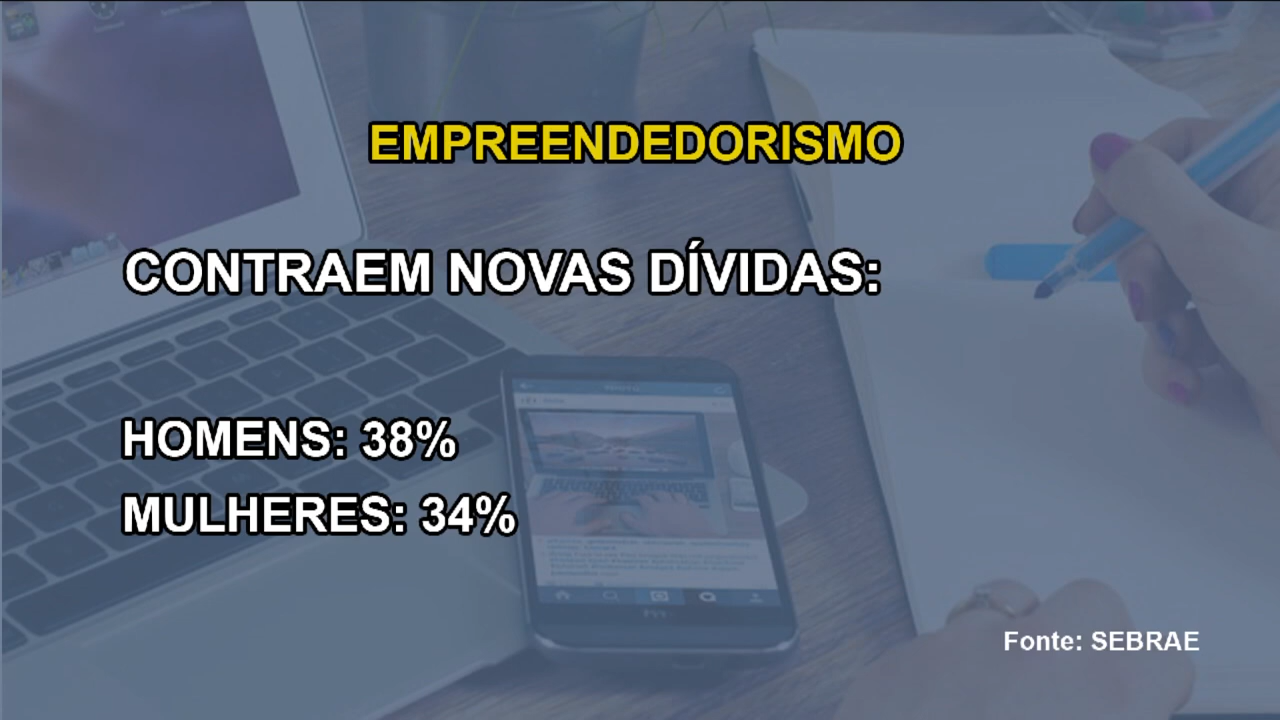 EMPREENDEDORISMO
CONTRAEM NOVAS DÍVIDAS:
HOMENS: 38%
MULHERES: 34%
Fonte: SEBRAE